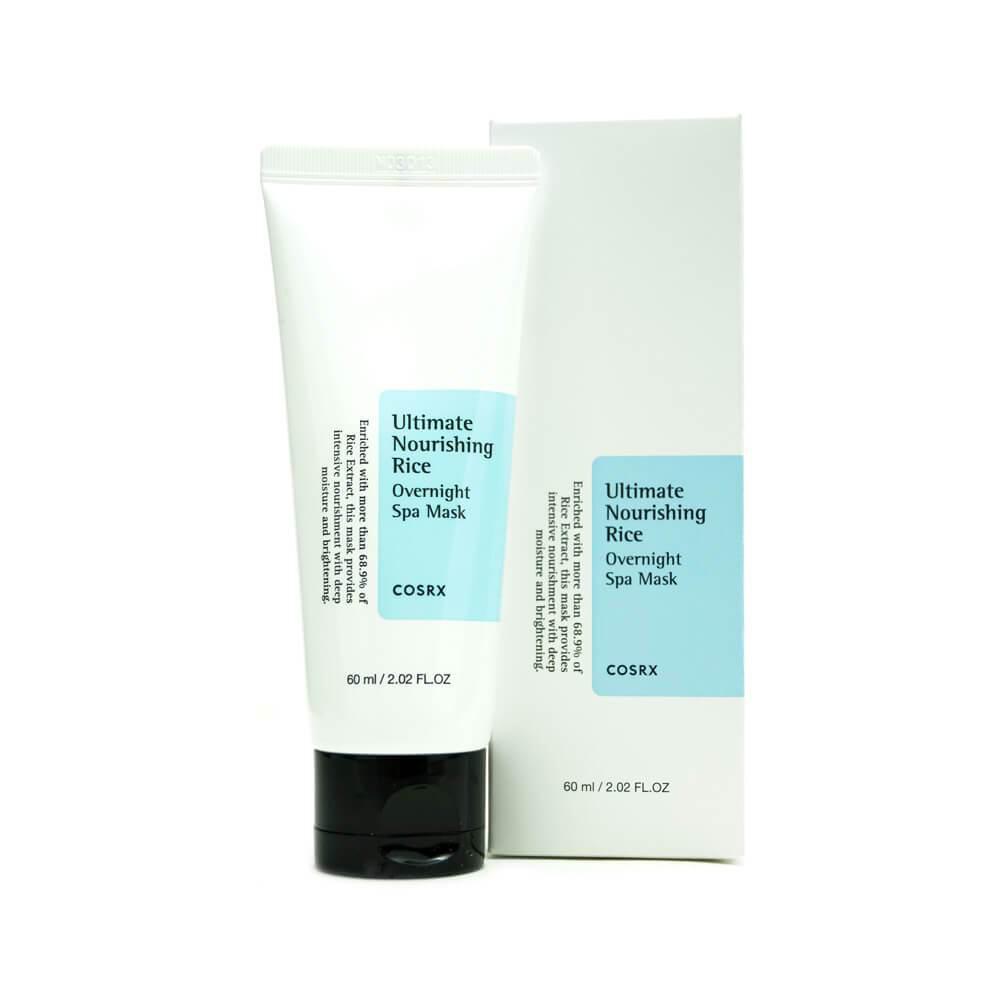 Ultimate
Nourishing
Rice
Overnight
Spa Mask
COSRX
Enriched with more than 68.9% of
Rice Extract, this mask provides
intensive nourishment with deep
moisture and brightening.
60 ml / 2.02 FL.OZ
Ultimate
Nourishing
Rice
Overnight
Spa Mask
COSRX
Enriched with more than 68.9% of
Rice Extract, this mask provides
intensive nourishment with deep
moisture and brightening.
60 ml / 2.02 FL.OZ